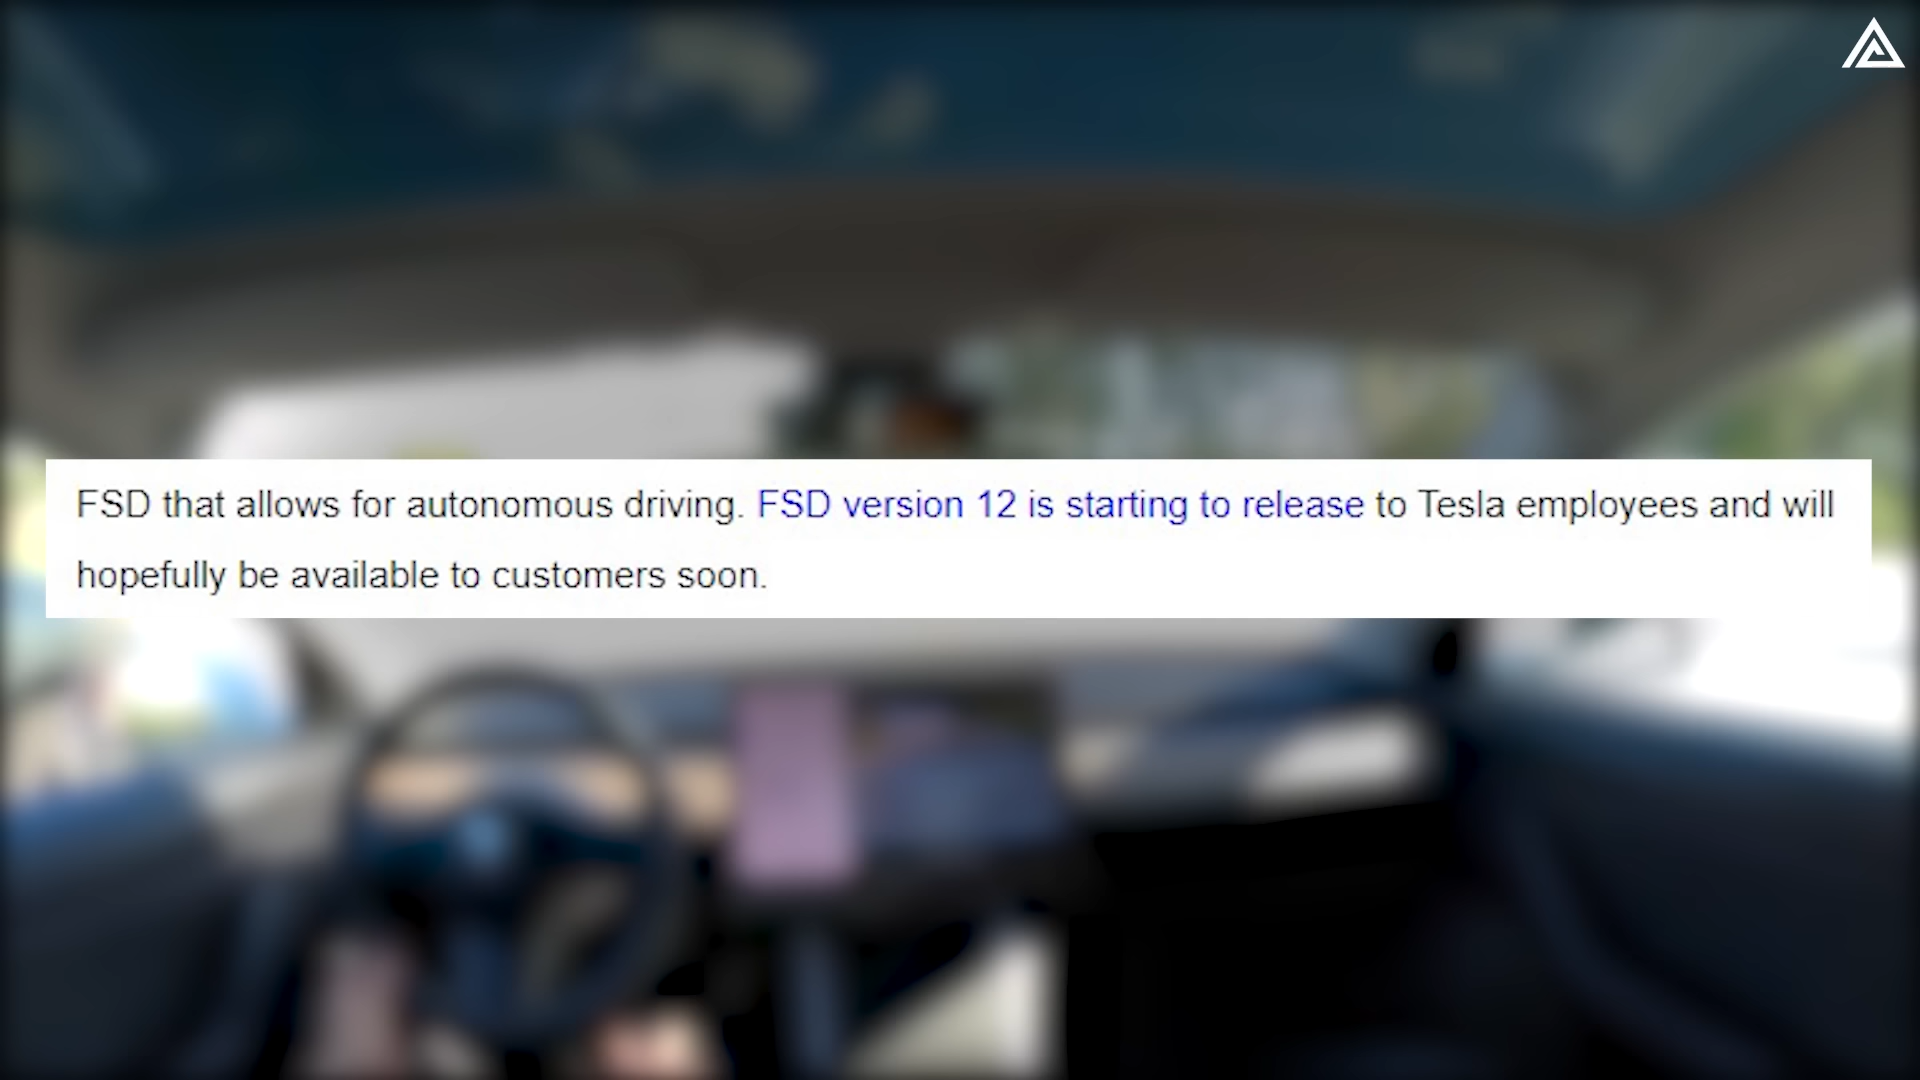 FSD that allows for autonomous driving. FSD version 12 is starting to release to Tesla employees and will
hopefully be available to customers soon.